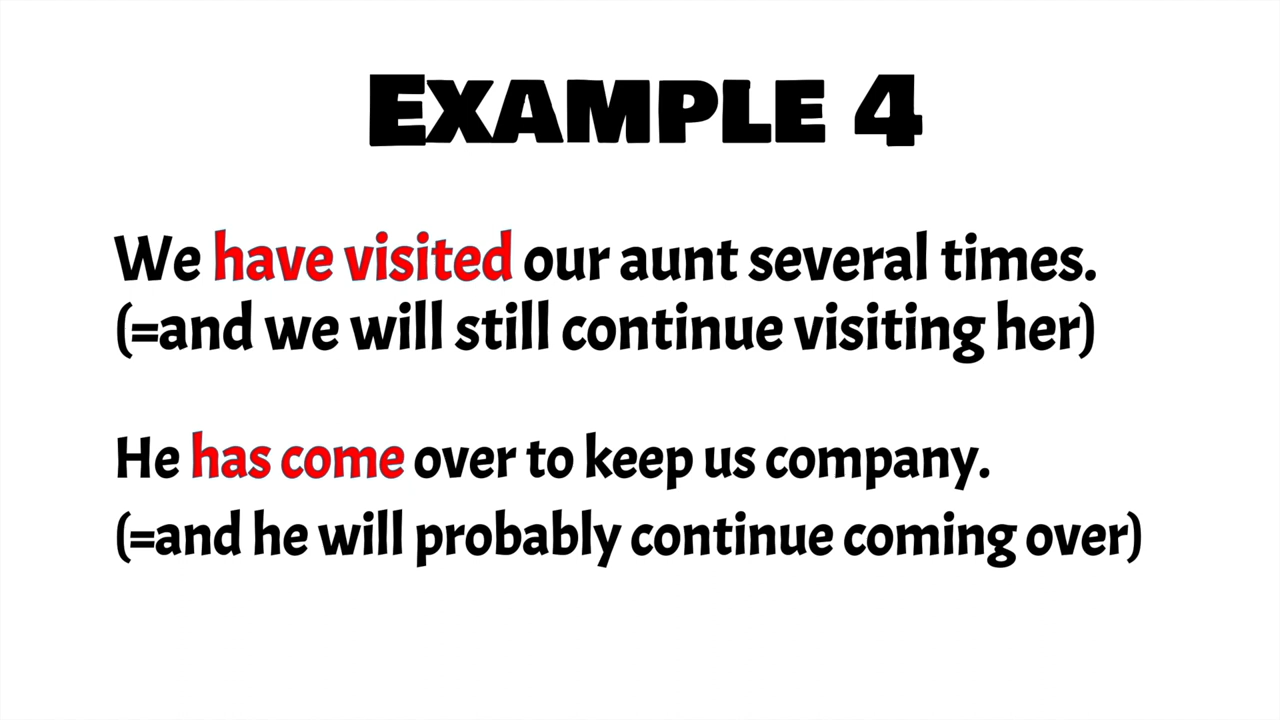 EXAMPLE 4
We have visited our aunt several times.
(=and we will still continue visiting her)
He has come over to keep us company.
(=and he will probably continue coming over)